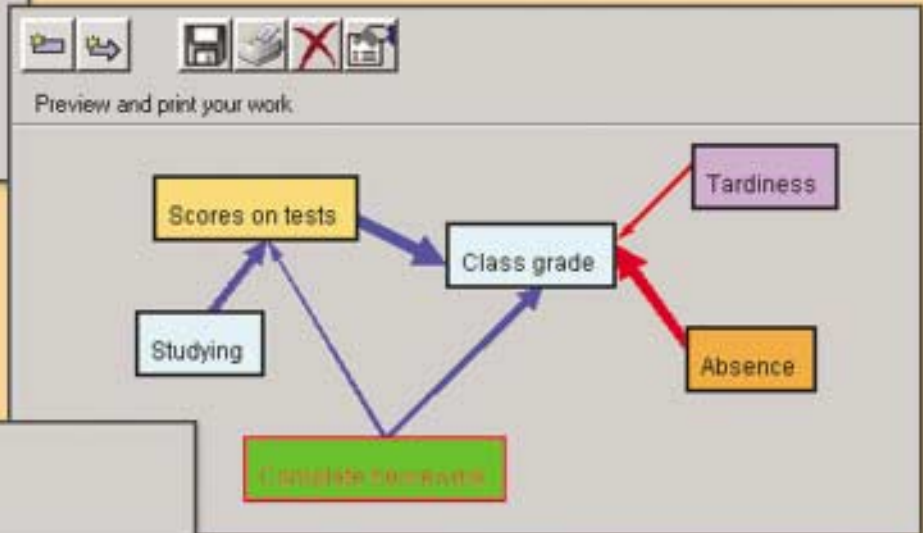 Preview and print your work
Tardiness
Scores on tests
Class grade
Studying
Absence
Complete homework